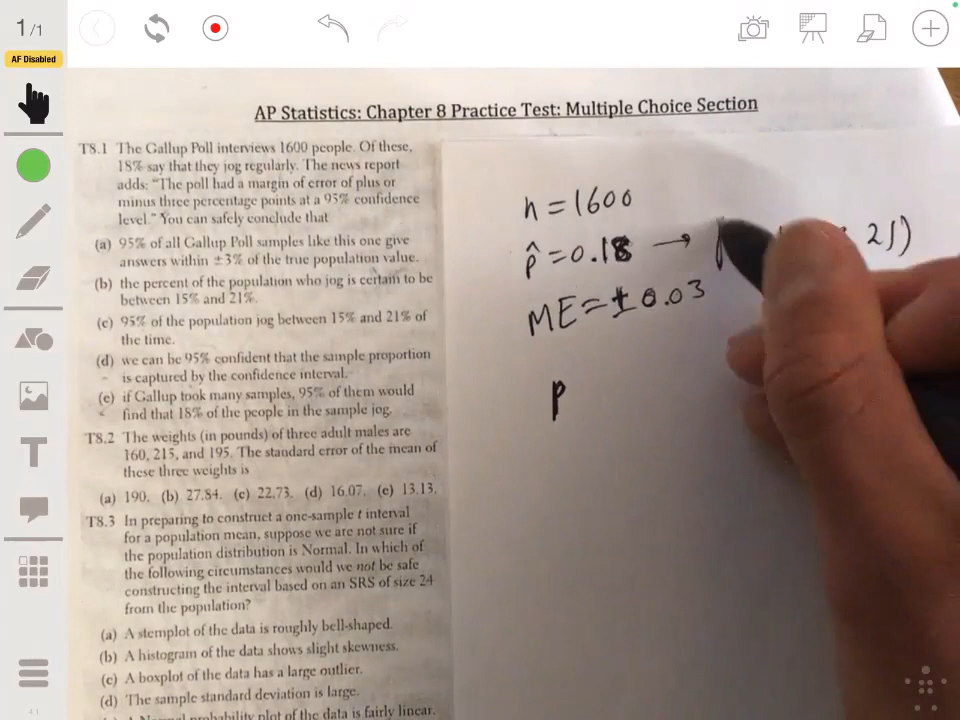 1/1
AF Disabled
AP Statistics: Chapter 8 Practice Test: Multiple Choice Section
T8.1 The Gallup Poll interviews 1600 people. Of these,
18% say that they jog regularly. The news report
adds: "The poll had a margin of error of plus or
minus three percentage points at a 95% confidence
level." You can safely conclude that
(a) 95% of all Gallup Poll samples like this one give
answers within ±3% of the true population value.
(b) the percent of the population who jog is certain to be
between 15% and 21%.
(c) 95% of the population jog between 15% and 21% of
the time.
(d) we can be 95% confident that the sample proportion
is captured by the confidence interval.
(e) if Gallup took many samples, 95% of them would
find that 18% of the people in the sample jog.
T8.2 The weights (in pounds) of three adult males are
160, 215, and 195. The standard error of the mean of
these three weights is
(a) 190. (b) 27.84. (c) 22.73. (d) 16.07. (e) 13.13.
T8.3 In preparing to construct a one-sample t interval
for a population mean, suppose we are not sure if
the population distribution is Normal. In which of
the following circumstances would we not be safe
constructing the interval based on an SRS of size 24
from the population?
(a) A stemplot of the data is roughly bell-shaped.
(b) A histogram of the data shows slight skewness.
(c) A boxplot of the data has a large outlier.
(d) The sample standard deviation is large.
A Normal probability plot of the data is fairly linear.
n = 1600
p̂ = 0.18 → 21)
ME = ± 0.03
p
T